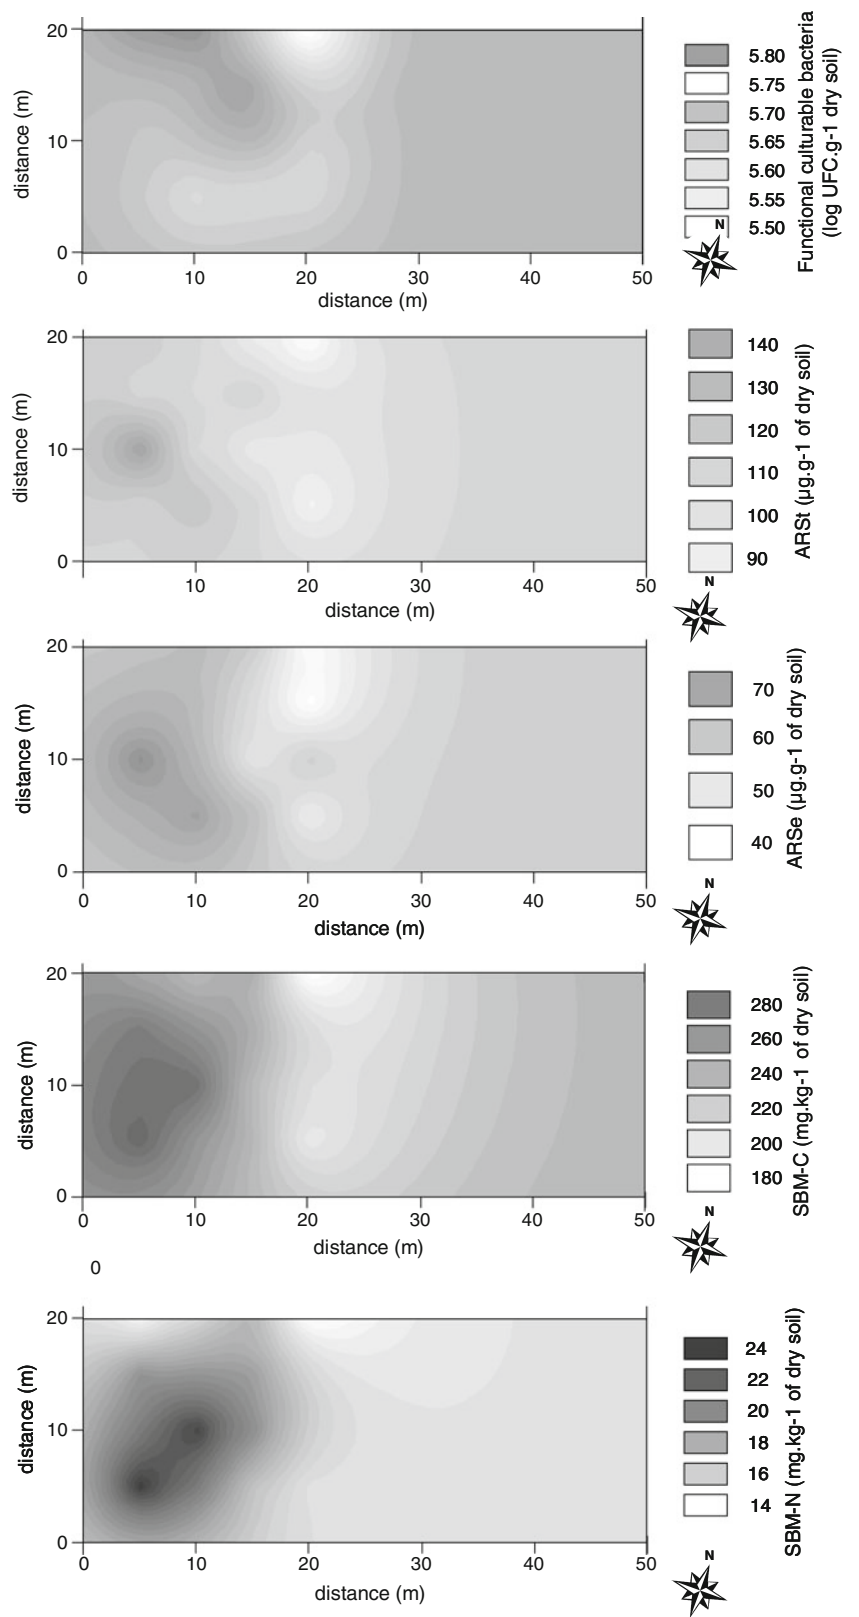 20
10
0
distance (m)
0 10 20 30 40 50
distance (m)
5.80
5.75
5.70
5.65
5.60
5.55
5.50
Functional culturable bacteria
(log UFC.g-1 dry soil)
N
20
10
0
distance (m)
10 20 30 40 50
distance (m)
140
130
120
110
100
90
ARSt (µg.g-1 of dry soil)
N
20
10
0
distance (m)
0 10 20 30 40 50
distance (m)
70
60
50
40
ARSe (µg.g-1 of dry soil)
N
20
10
0
distance (m)
0 10 20 30 40 50
distance (m)
0
280
260
240
220
200
180
SBM-C (mg.kg-1 of dry soil)
N
20
10
0
distance (m)
0 10 20 30 40 50
distance (m)
24
22
20
18
16
14
SBM-N (mg.kg-1 of dry soil)
N